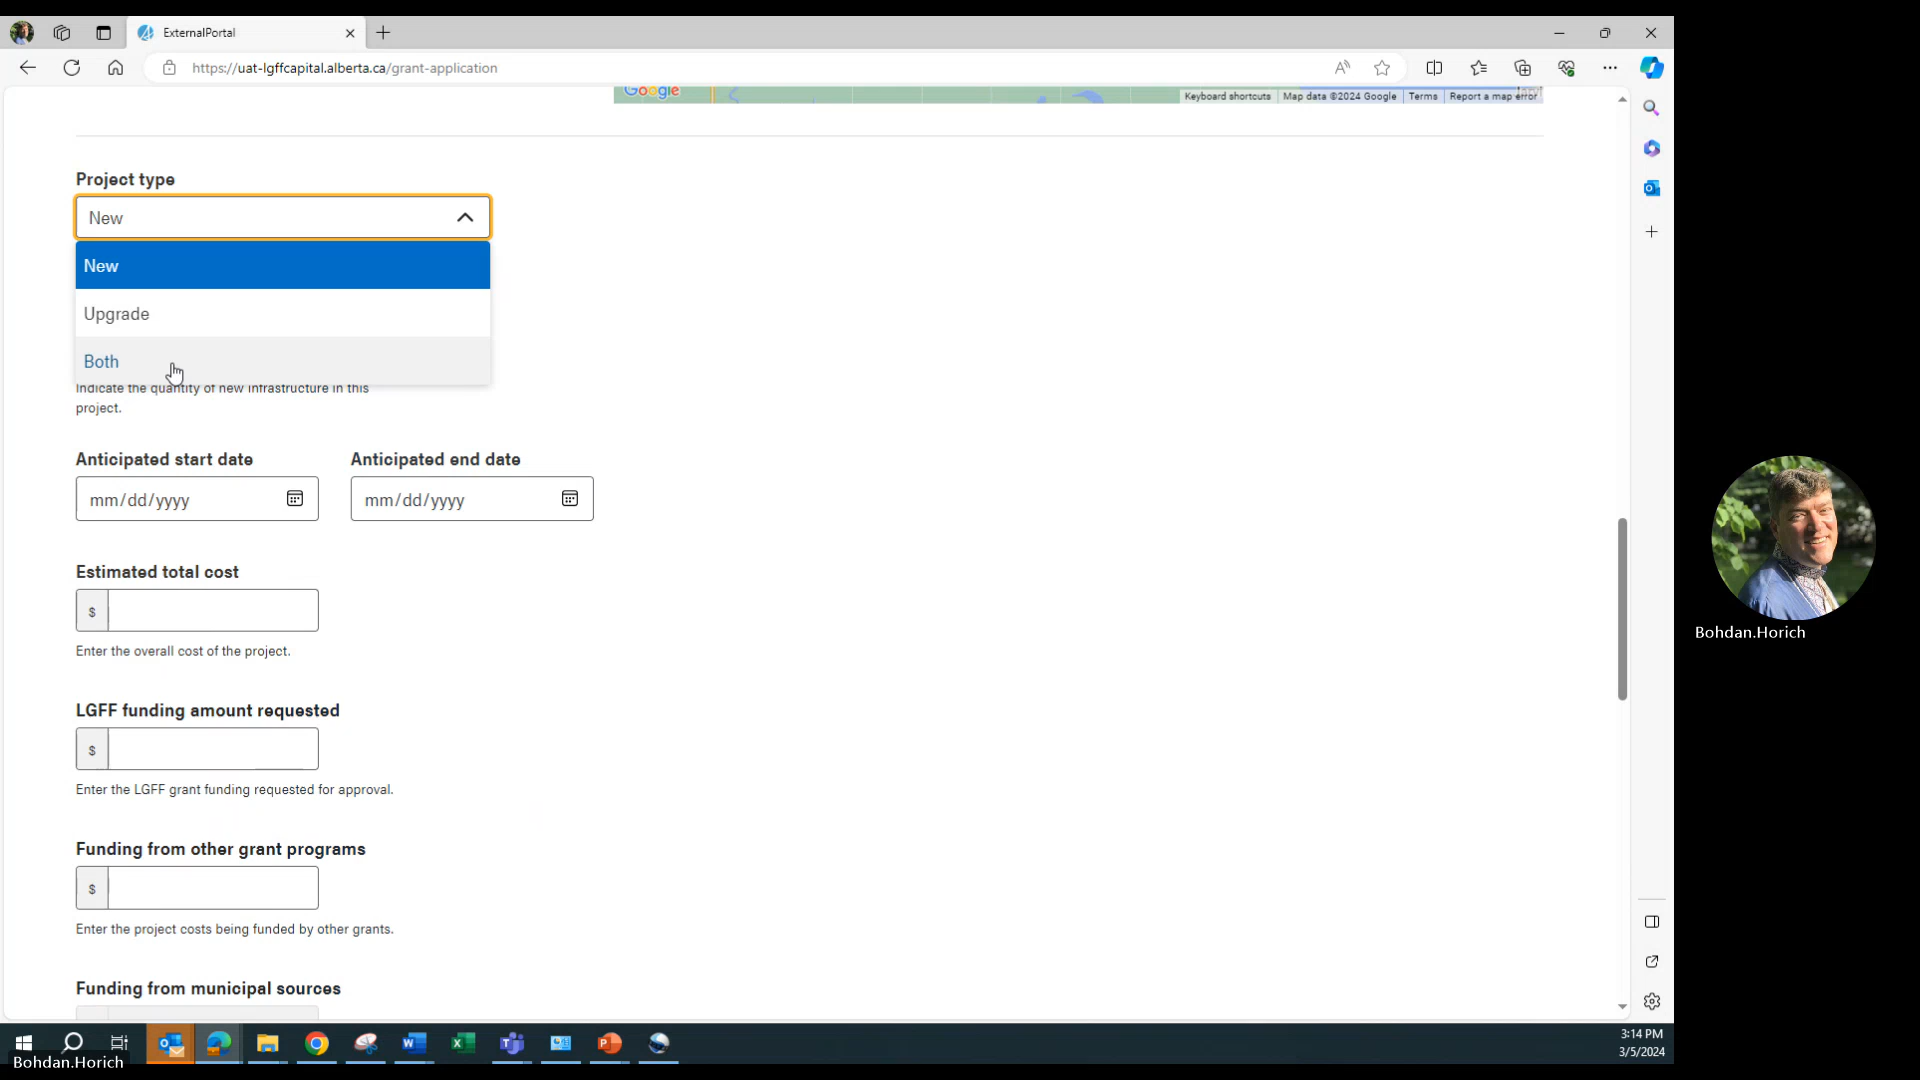 ExternalPortal
https://uat-lgffcapital.alberta.ca/grant-application
Google
Keyboard shortcuts
Map data ©2024 Google
Terms
Report a map error
Project type
New
New
Upgrade
Both
Indicate the quantity of new infrastructure in this
project.
Anticipated start date
Anticipated end date
mm/dd/yyyy
mm/dd/yyyy
Estimated total cost
$
Enter the overall cost of the project.
LGFF funding amount requested
$
Enter the LGFF grant funding requested for approval.
Funding from other grant programs
$
Enter the project costs being funded by other grants.
Funding from municipal sources
Bohdan.Horich
3:14 PM
3/5/2024
Bohdan.Horich